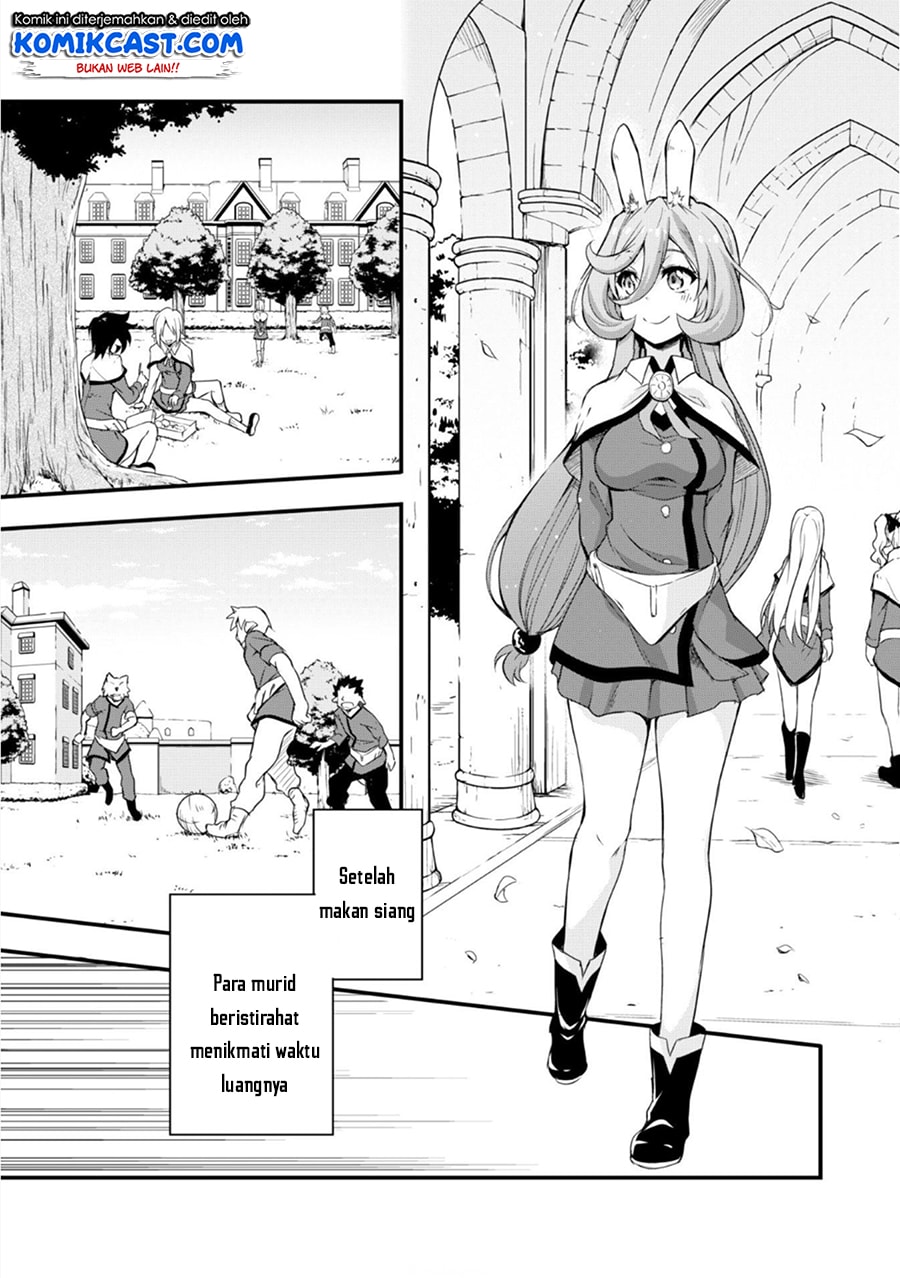 Komik ini diterjemahkan & diedit oleh
KOMIKCAST.COM
BUKAN WEB LAIN!!
Setelah
makan siang
Para murid
beristirahat
menikmati waktu
luangnya